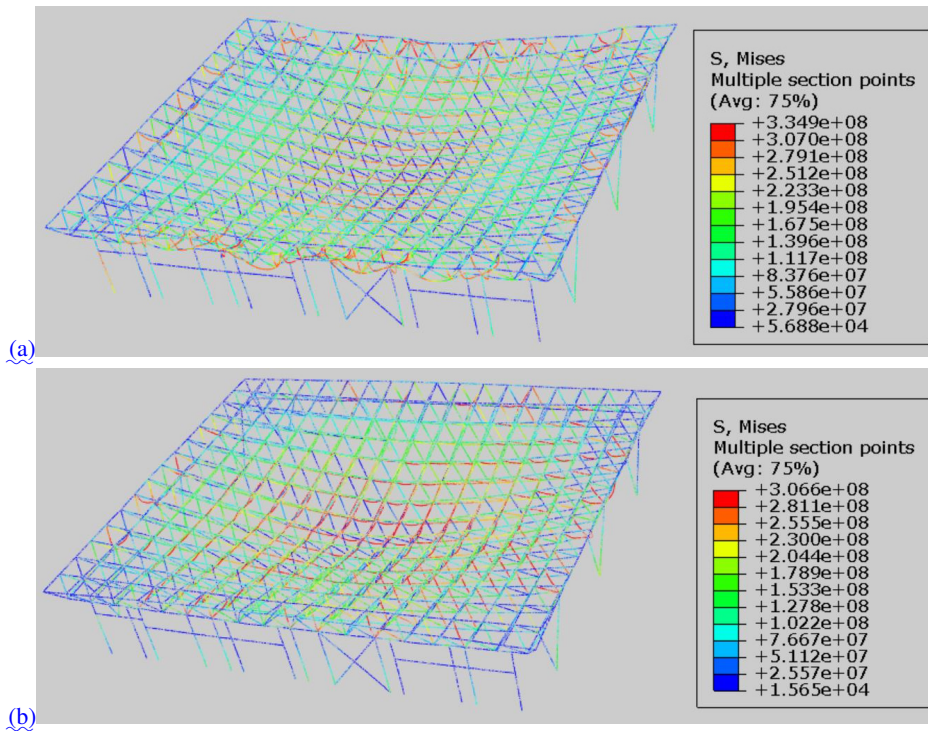 S, Mises
Multiple section points
(Avg: 75%)
+3.349e+08
+3.070e+08
+2.791e+08
+2.512e+08
+2.233e+08
+1.954e+08
+1.675e+08
+1.396e+08
+1.117e+08
+8.376e+07
+5.586e+07
+2.796e+07
+5.688e+04
(a)
S, Mises
Multiple section points
(Avg: 75%)
+3.066e+08
+2.811e+08
+2.555e+08
+2.300e+08
+2.044e+08
+1.789e+08
+1.533e+08
+1.278e+08
+1.022e+08
+7.667e+07
+5.112e+07
+2.557e+07
+1.565e+04
(b)